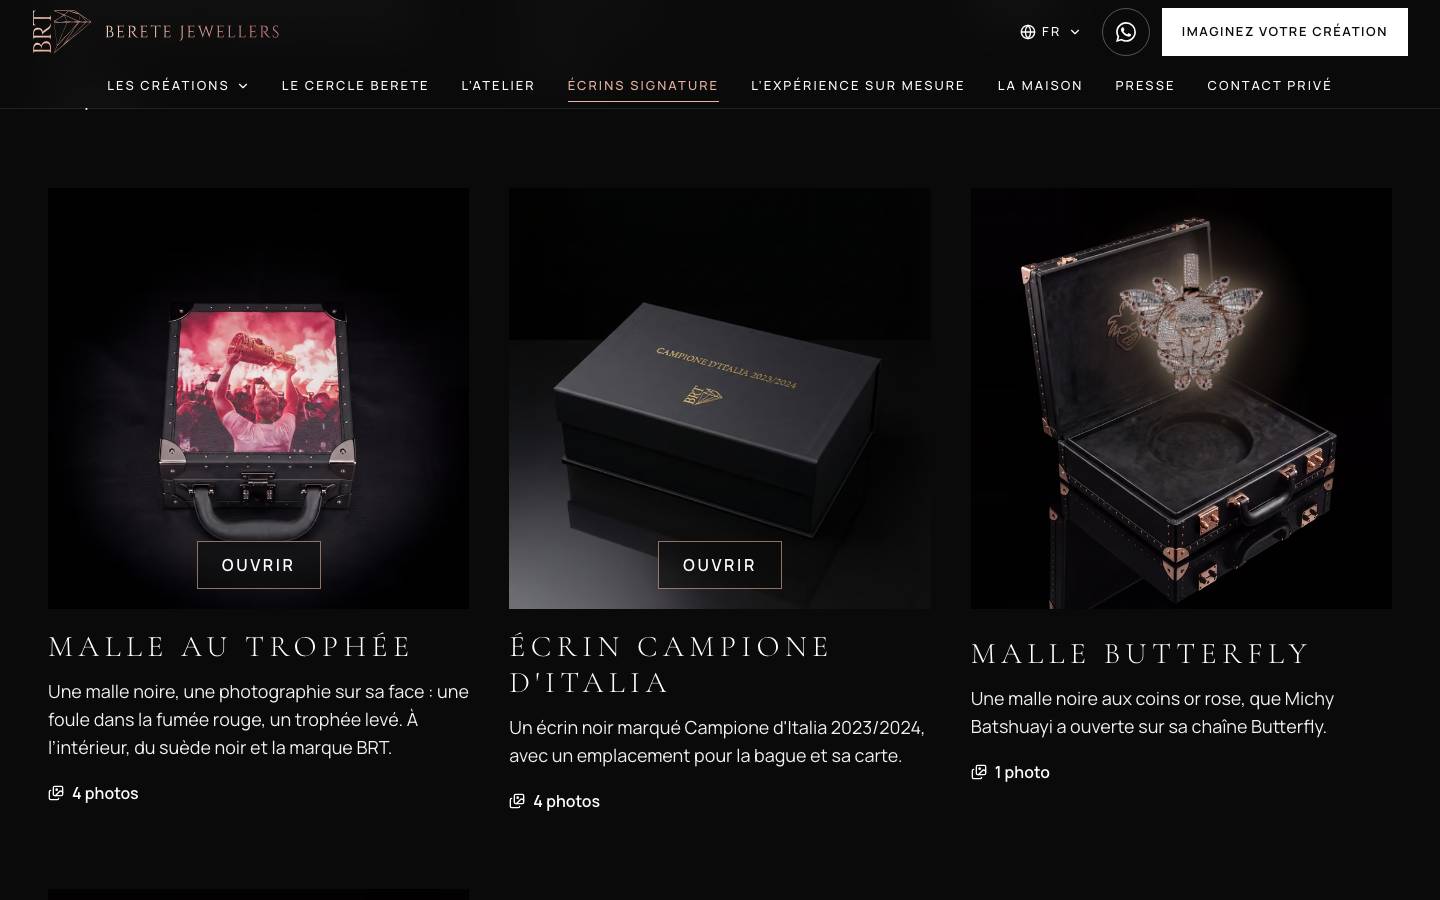 BRT
BERETE JEWELLERS
FR
IMAGINEZ VOTRE CRÉATION
LES CRÉATIONS
LE CERCLE BERETE
L'ATELIER
ÉCRINS SIGNATURE
L'EXPÉRIENCE SUR MESURE
LA MAISON
PRESSE
CONTACT PRIVÉ
CAMPIONE D'ITALIA 2023/2024
BRT
OUVRIR
OUVRIR
MALLE AU TROPHÉE
Une malle noire, une photographie sur sa face : une
foule dans la fumée rouge, un trophée levé. À
l'intérieur, du suède noir et la marque BRT.
4 photos
ÉCRIN CAMPIONE
D'ITALIA
Un écrin noir marqué Campione d'Italia 2023/2024,
avec un emplacement pour la bague et sa carte.
4 photos
MALLE BUTTERFLY
Une malle noire aux coins or rose, que Michy
Batshuayi a ouverte sur sa chaîne Butterfly.
1 photo